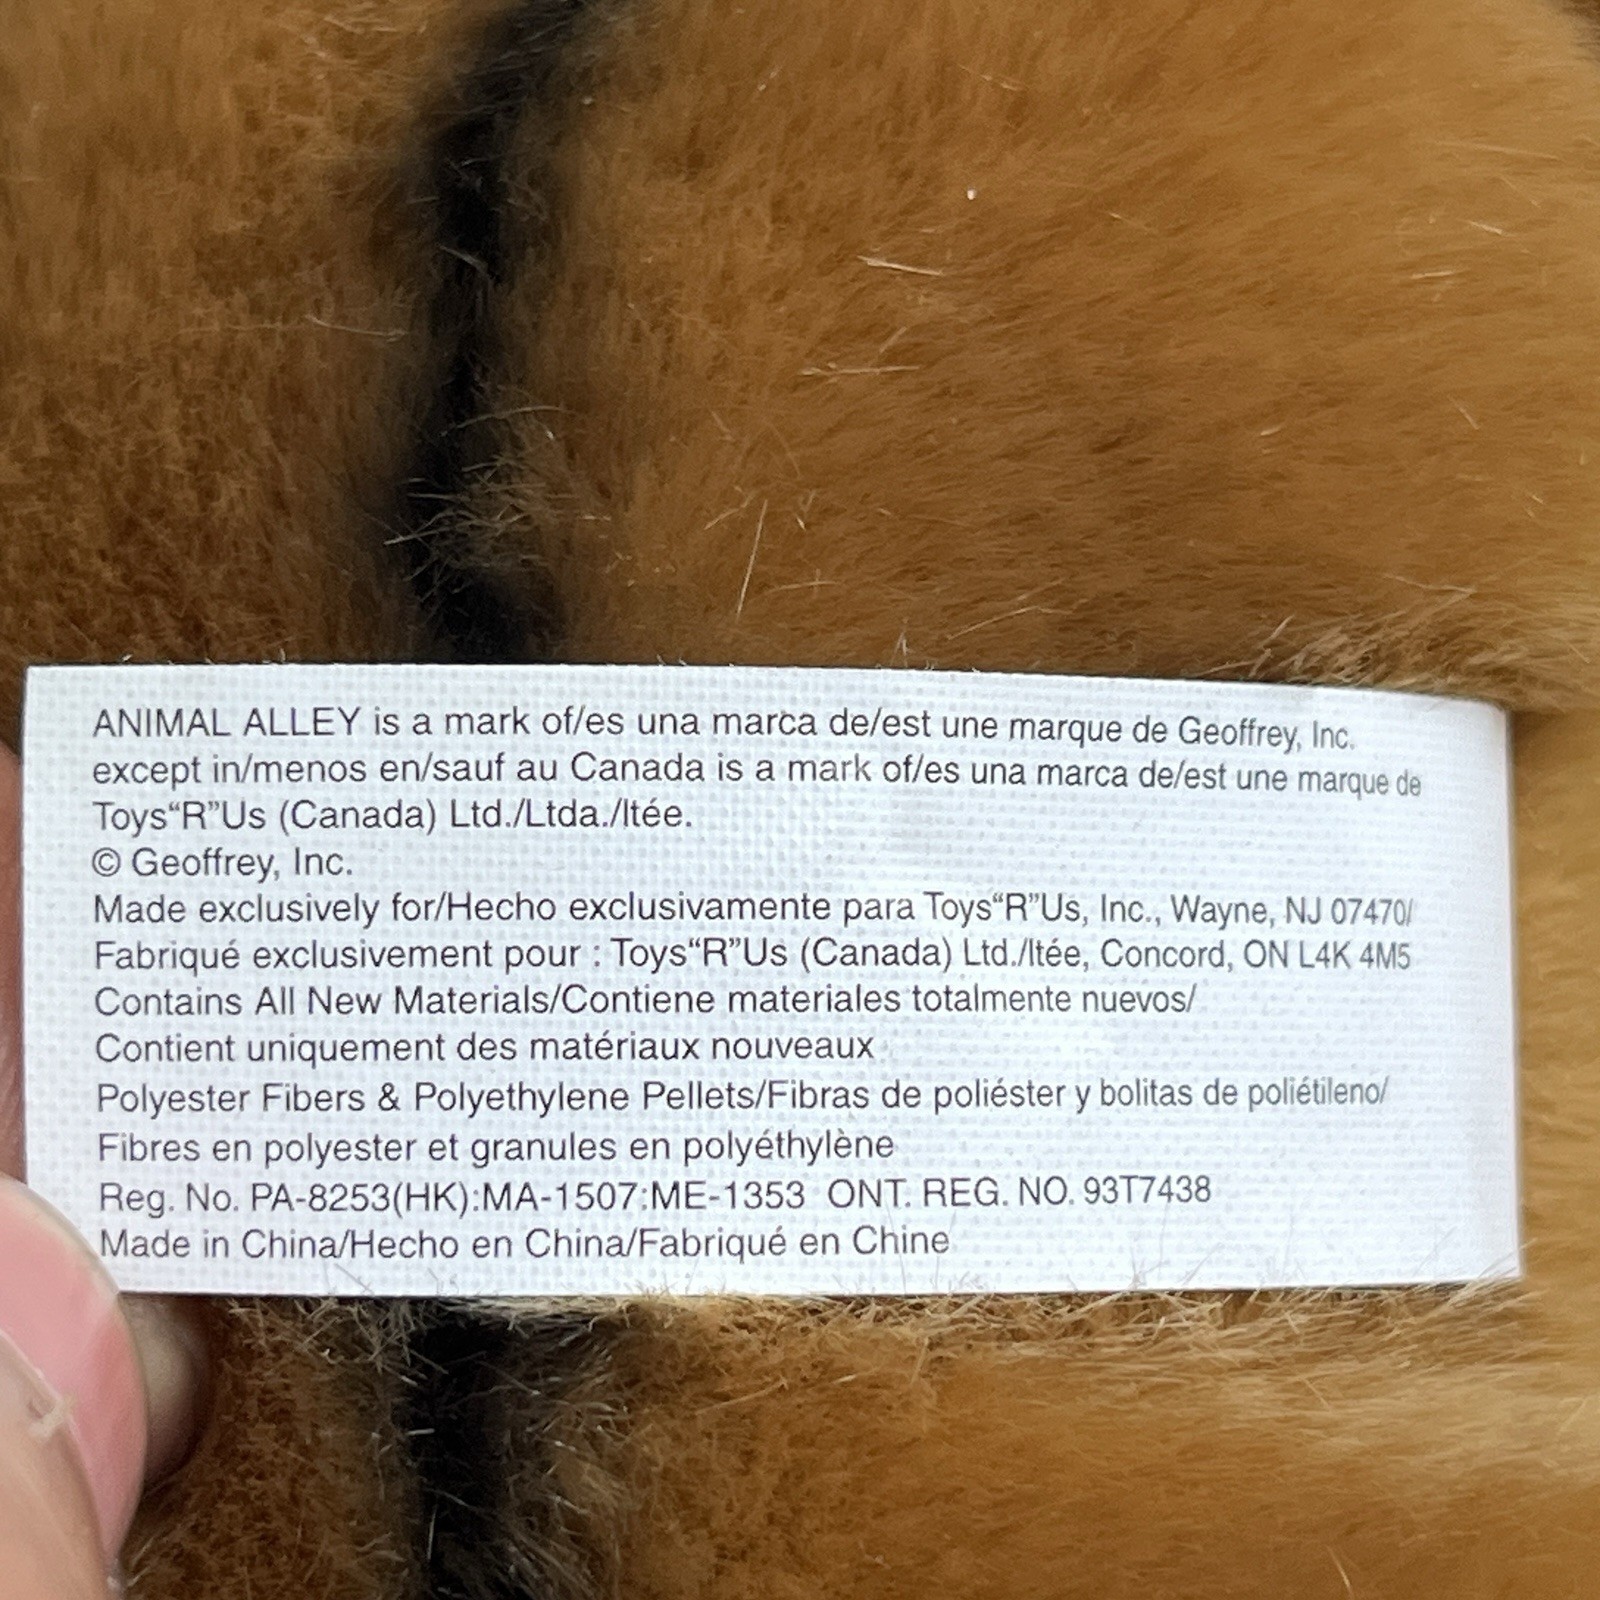 ANIMAL ALLEY is a mark of/es una marca de/est une marque de Geoffrey, Inc.
except in/menos en/sauf au Canada is a mark of/es una marca de/est une marque de
Toys“R”Us (Canada) Ltd./Ltda./ltée.
© Geoffrey, Inc.
Made exclusively for/Hecho exclusivamente para Toys“R”Us, Inc., Wayne, NJ 07470/
Fabriqué exclusivement pour : Toys“R”Us (Canada) Ltd./ltée, Concord, ON L4K 4M5
Contains All New Materials/Contiene materiales totalmente nuevos/
Contient uniquement des matériaux nouveaux
Polyester Fibers & Polyethylene Pellets/Fibras de poliéster y bolitas de poliétileno/
Fibres en polyester et granules en polyéthylène
Reg. No. PA-8253(HK):MA-1507:ME-1353 ONT. REG. NO. 93T7438
Made in China/Hecho en China/Fabriqué en Chine